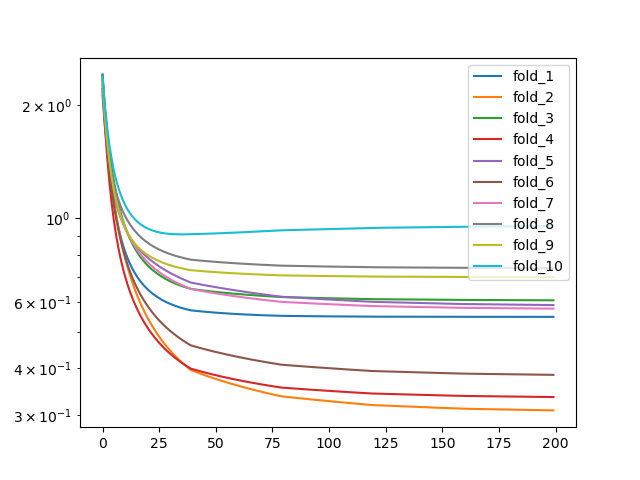 2 × 10⁰
10⁰
6 × 10⁻¹
4 × 10⁻¹
3 × 10⁻¹
0 25 50 75 100 125 150 175 200
fold_1
fold_2
fold_3
fold_4
fold_5
fold_6
fold_7
fold_8
fold_9
fold_10